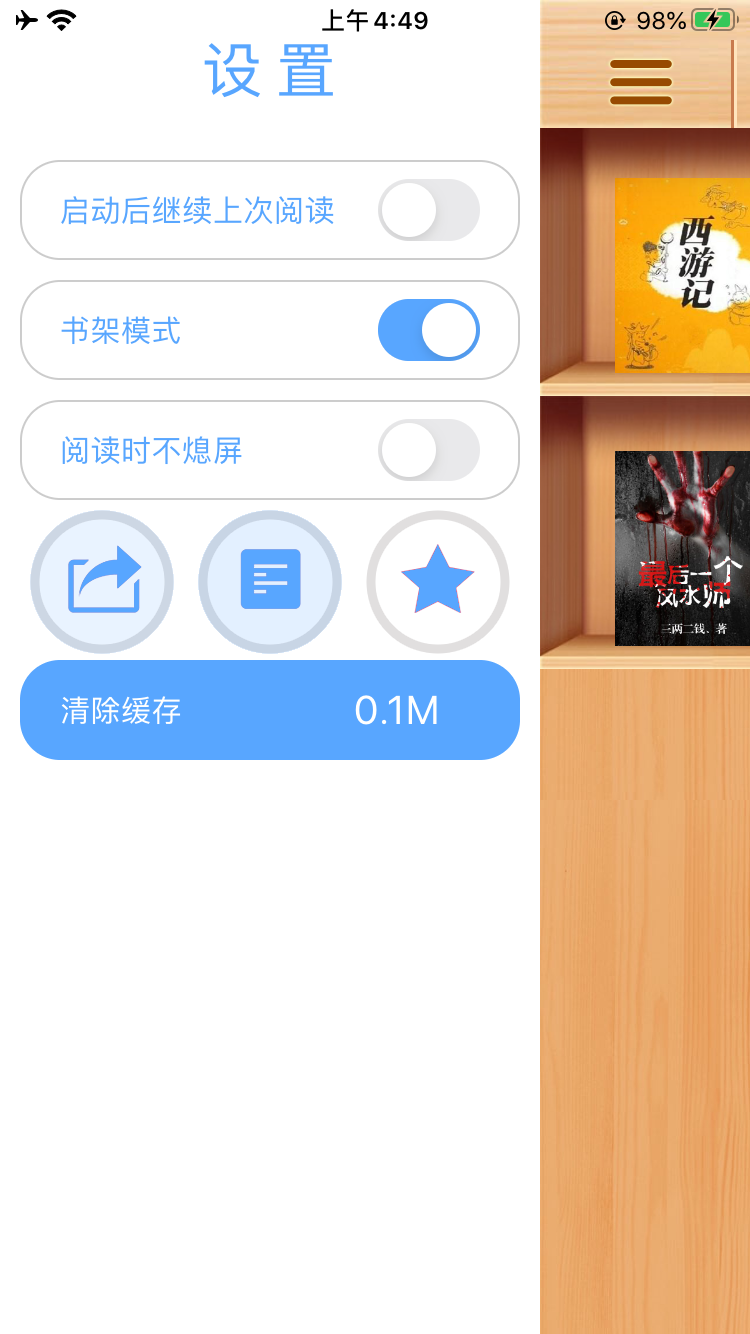 上午4:49
98%
设置
启动后继续上次阅读
书架模式
阅读时不熄屏
清除缓存 0.1M
西游记
最后一个
风水师
三两二钱、著